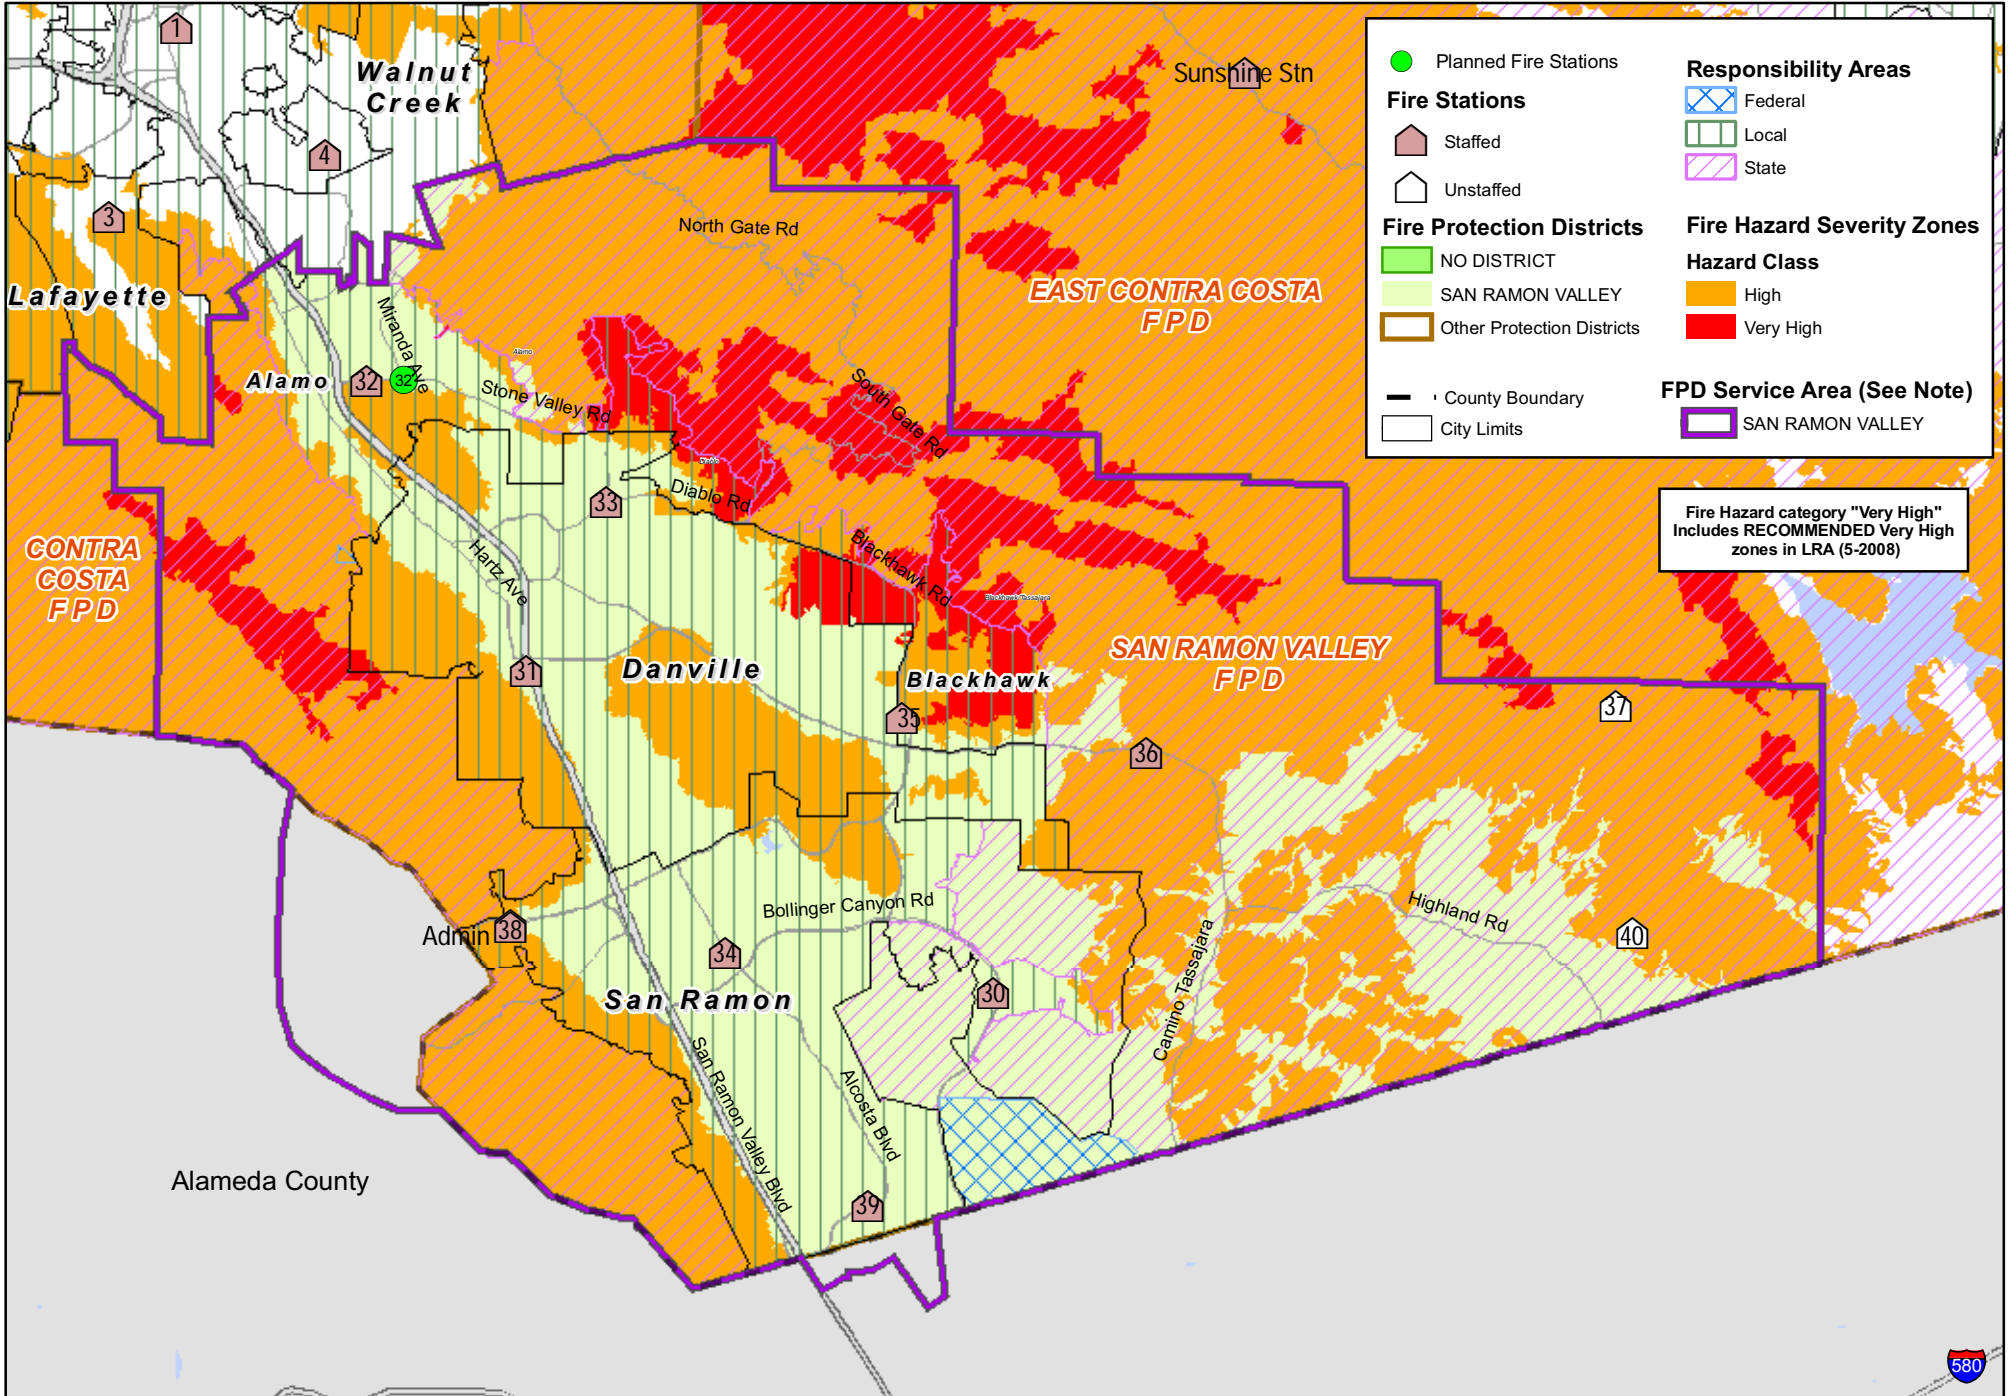 1
Walnut
Creek
Sunshine Stn
4
3
North Gate Rd
Lafayette
EAST CONTRA COSTA
FPD
Miranda Ave
Alamo
Alamo
32
32
Stone Valley Rd
South Gate Rd
Diablo
Diablo Rd
33
CONTRA
COSTA
FPD
Hartz Ave
Blackhawk Rd
Blackhawk/Tassajara
SAN RAMON VALLEY
FPD
31
Danville
Blackhawk
35
36
37
Bollinger Canyon Rd
Highland Rd
Admin
38
34
40
Camino Tassajara
San Ramon
30
San Ramon Valley Blvd
Alcosta Blvd
Alameda County
39
580
Planned Fire Stations
Fire Stations
Staffed
Unstaffed
Fire Protection Districts
NO DISTRICT
SAN RAMON VALLEY
Other Protection Districts
County Boundary
City Limits
Responsibility Areas
Federal
Local
State
Fire Hazard Severity Zones
Hazard Class
High
Very High
FPD Service Area (See Note)
SAN RAMON VALLEY
Fire Hazard category "Very High"
Includes RECOMMENDED Very High
zones in LRA (5-2008)